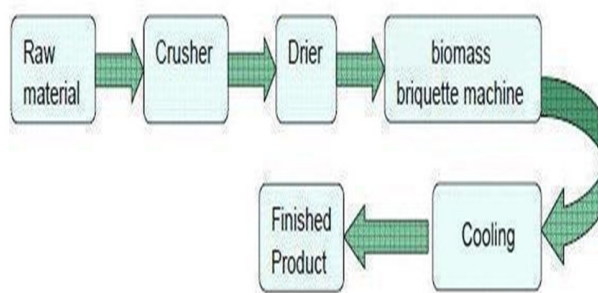 Raw
material
Crusher
Drier
biomass
briquette machine
Cooling
Finished
Product